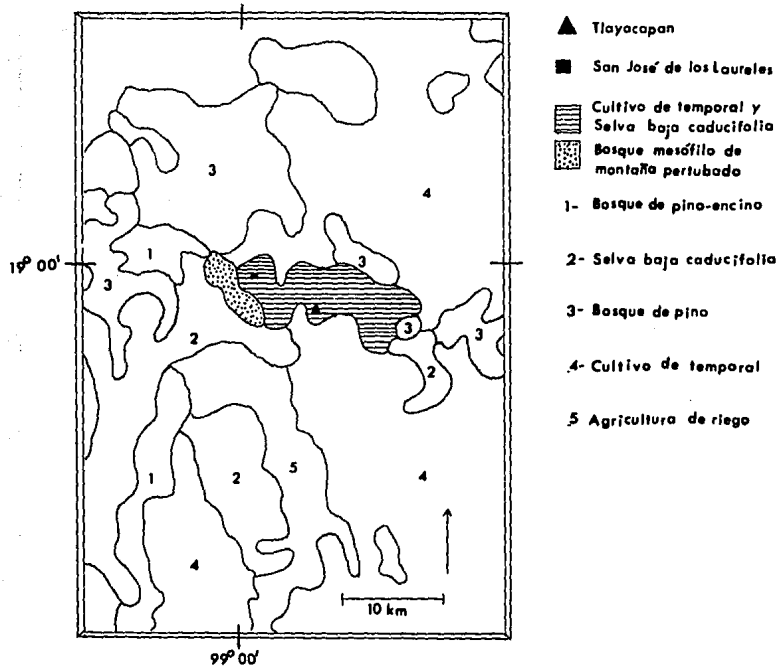 Tlayacapan
San José de los Laureles
Cultivo de temporal y
Selva baja caducifolia
Bosque mesófilo de
montaña pertubado
1- Bosque de pino-encino
2- Selva baja caducifolia
3- Bosque de pino
4- Cultivo de temporal
5 Agricultura de riego
3
4
19° 00'
1
3
3
3
3
2
2
1
2
5
4
4
10 km
99° 00'